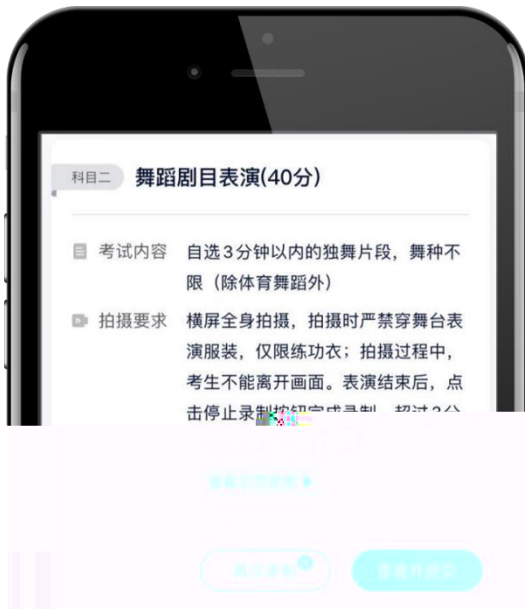 科目二 舞蹈剧目表演(40分)
考试内容 自选3分钟以内的独舞片段，舞种不
限（除体育舞蹈外）
拍摄要求 横屏全身拍摄，拍摄时严禁穿舞台表
演服装，仅限练功衣；拍摄过程中，
考生不能离开画面。表演结束后，点
击停止录制